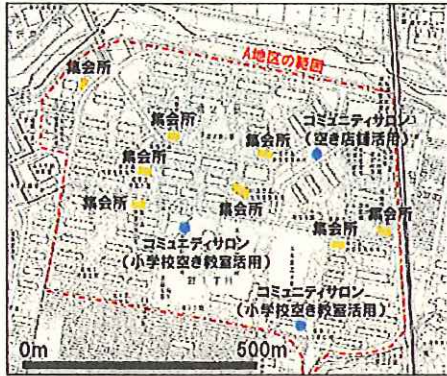 A地区の範囲
集会所
集会所
コミュニティサロン
(空き店舗活用)
集会所
集会所
集会所
集会所
集会所
集会所
コミュニティサロン
(小学校空き教室活用)
コミュニティサロン
(小学校空き教室活用)
0m
500m